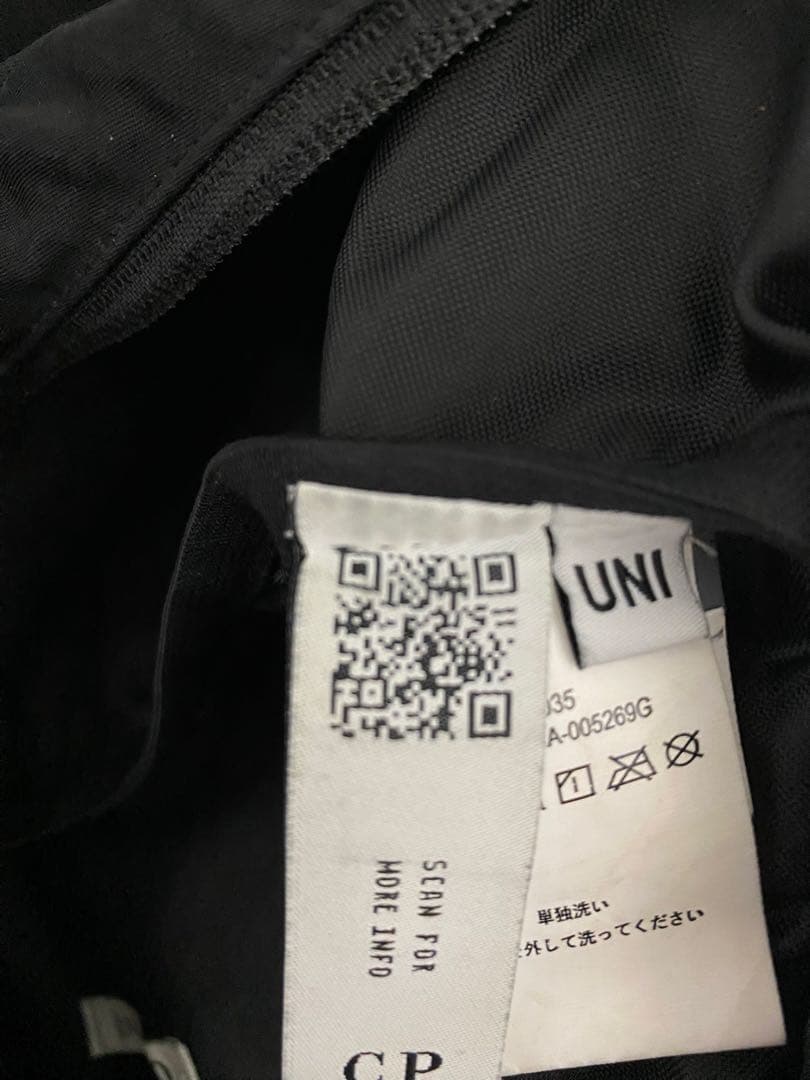 UNI
035
A-005269G
単独洗い
外して洗ってください
SCAN FOR
MORE INFO
CP